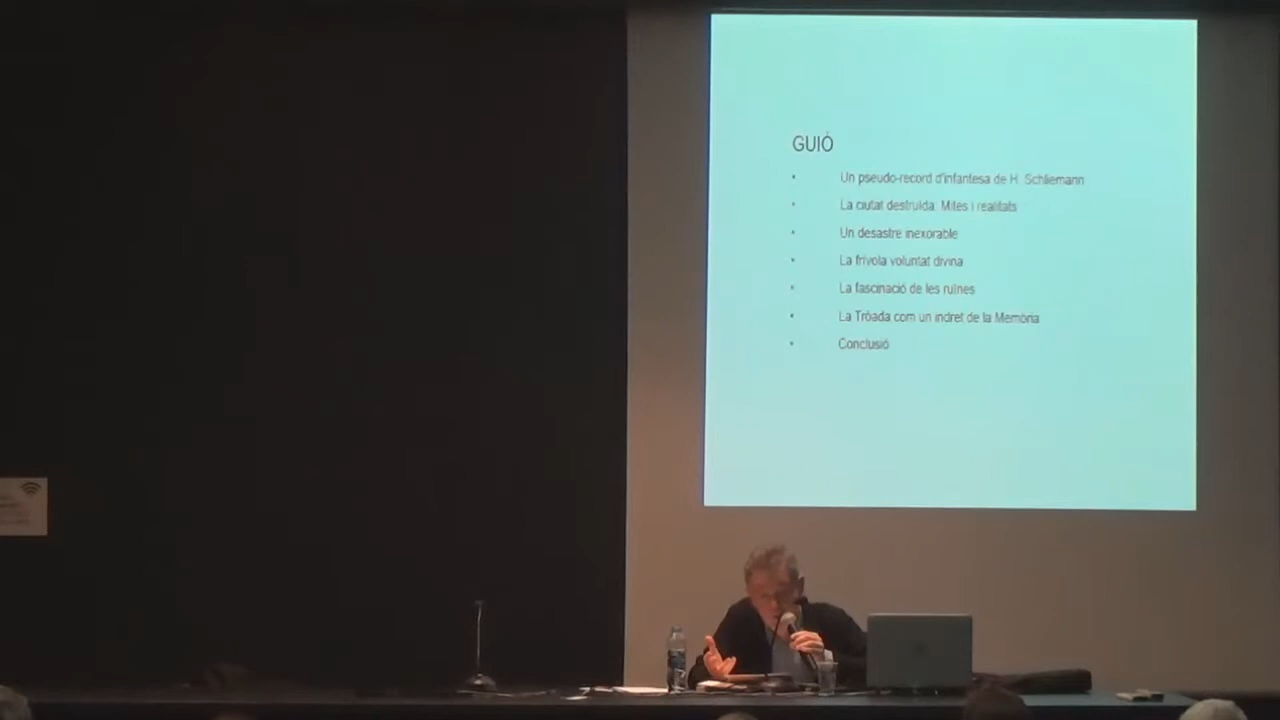 GUIÓ
• Un pseudo-record d'infantesa de H. Schliemann
• La ciutat destruïda: Mites i realitats
• Un desastre inexorable
• La frívola voluntat divina
• La fascinació de les ruïnes
• La Tròada com un indret de la Memòria
• Conclusió